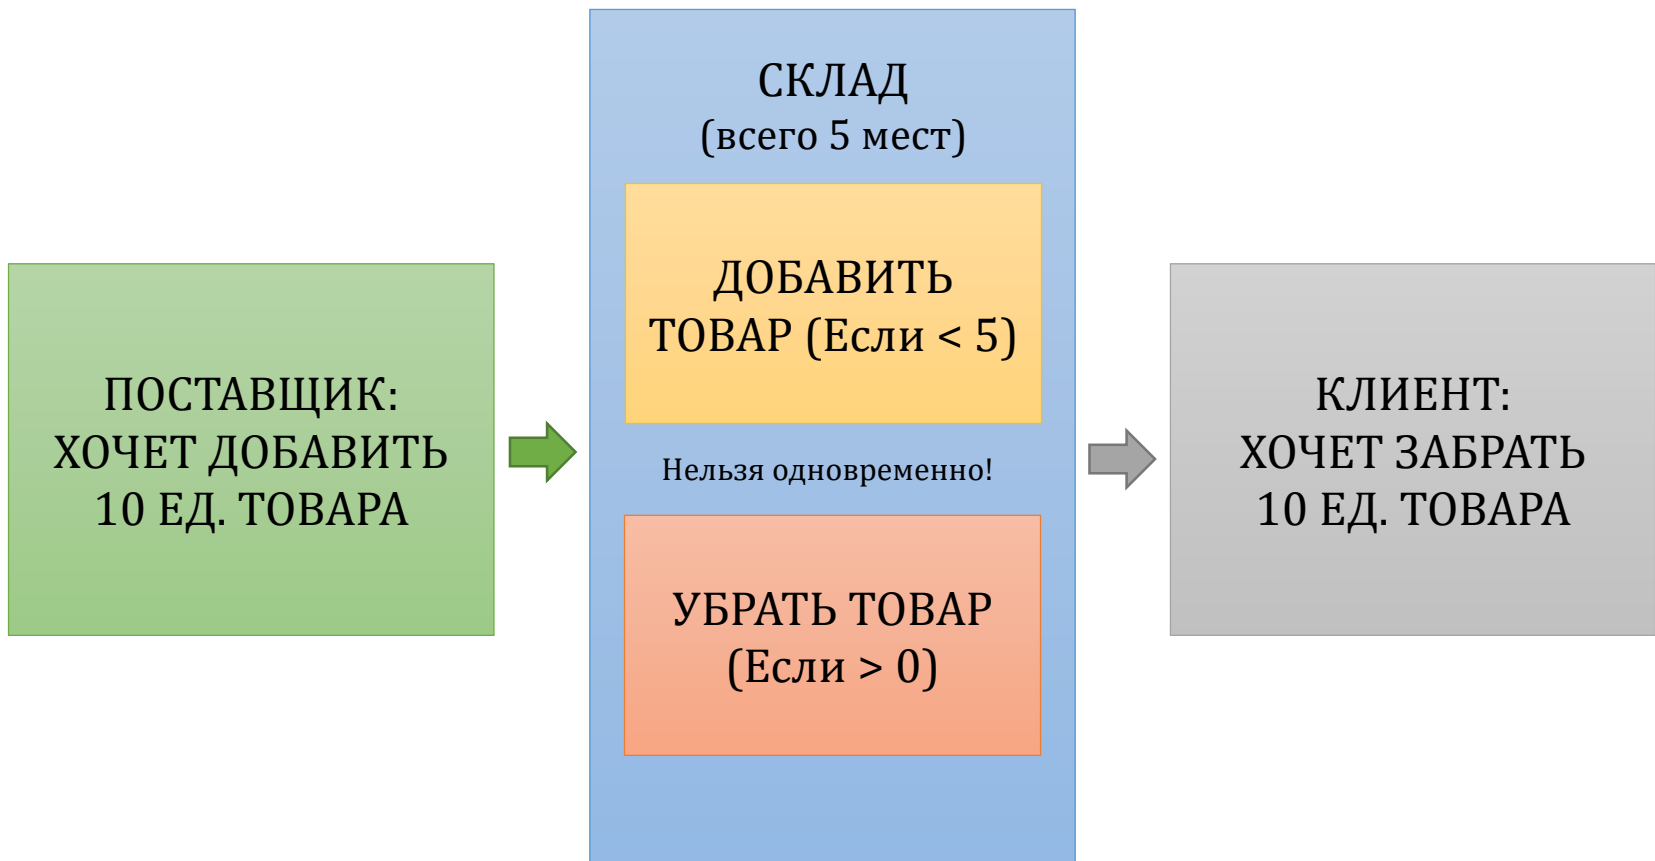 СКЛАД
(всего 5 мест)
ДОБАВИТЬ
ТОВАР (Если < 5)
Нельзя одновременно!
УБРАТЬ ТОВАР
(Если > 0)
ПОСТАВЩИК:
ХОЧЕТ ДОБАВИТЬ
10 ЕД. ТОВАРА
КЛИЕНТ:
ХОЧЕТ ЗАБРАТЬ
10 ЕД. ТОВАРА